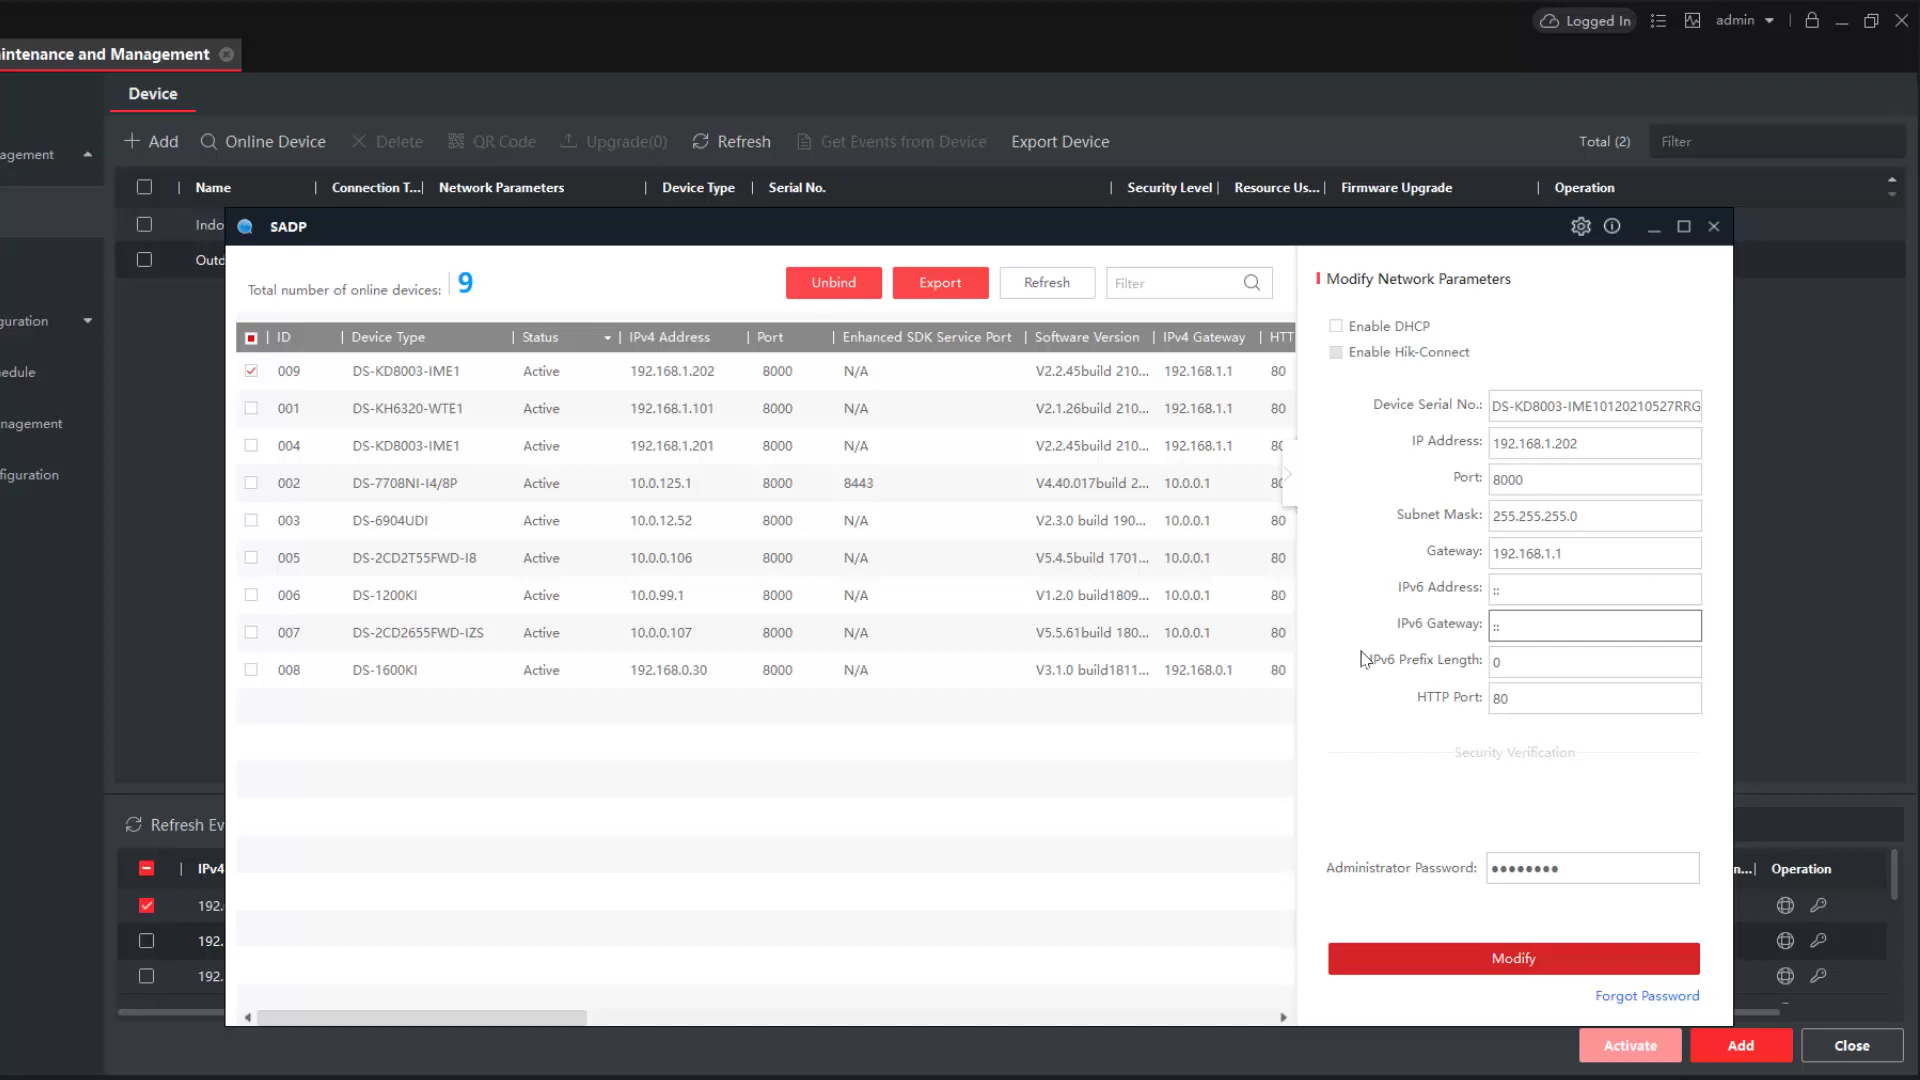 Logged In admin
intenance and Management
Device
Add Online Device Delete QR Code Upgrade(0) Refresh Get Events from Device Export Device Total (2) Filter
agement
Name Connection T... Network Parameters Device Type Serial No. Security Level Resource Us... Firmware Upgrade Operation
Indo
Outd
guration
edule
nagement
figuration
SADP
Total number of online devices: 9 Unbind Export Refresh Filter
ID Device Type Status IPv4 Address Port Enhanced SDK Service Port Software Version IPv4 Gateway HTT
009 DS-KD8003-IME1 Active 192.168.1.202 8000 N/A V2.2.45build 210... 192.168.1.1 80
001 DS-KH6320-WTE1 Active 192.168.1.101 8000 N/A V2.1.26build 210... 192.168.1.1 80
004 DS-KD8003-IME1 Active 192.168.1.201 8000 N/A V2.2.45build 210... 192.168.1.1 80
002 DS-7708NI-I4/8P Active 10.0.125.1 8000 8443 V4.40.017build 2... 10.0.0.1 80
003 DS-6904UDI Active 10.0.12.52 8000 N/A V2.3.0 build 190... 10.0.0.1 80
005 DS-2CD2T55FWD-I8 Active 10.0.0.106 8000 N/A V5.4.5build 1701... 10.0.0.1 80
006 DS-1200KI Active 10.0.99.1 8000 N/A V1.2.0 build1809... 10.0.0.1 80
007 DS-2CD2655FWD-IZS Active 10.0.0.107 8000 N/A V5.5.61build 180... 10.0.0.1 80
008 DS-1600KI Active 192.168.0.30 8000 N/A V3.1.0 build1811... 192.168.0.1 80
Modify Network Parameters
Enable DHCP
Enable Hik-Connect
Device Serial No.: DS-KD8003-IME10120210527RRG
IP Address: 192.168.1.202
Port: 8000
Subnet Mask: 255.255.255.0
Gateway: 192.168.1.1
IPv6 Address: ::
IPv6 Gateway: ::
IPv6 Prefix Length: 0
HTTP Port: 80
Security Verification
Administrator Password: ••••••••
Modify
Forgot Password
Refresh Ev
IPv4 n... Operation
192.
192.
192.
Activate Add Close